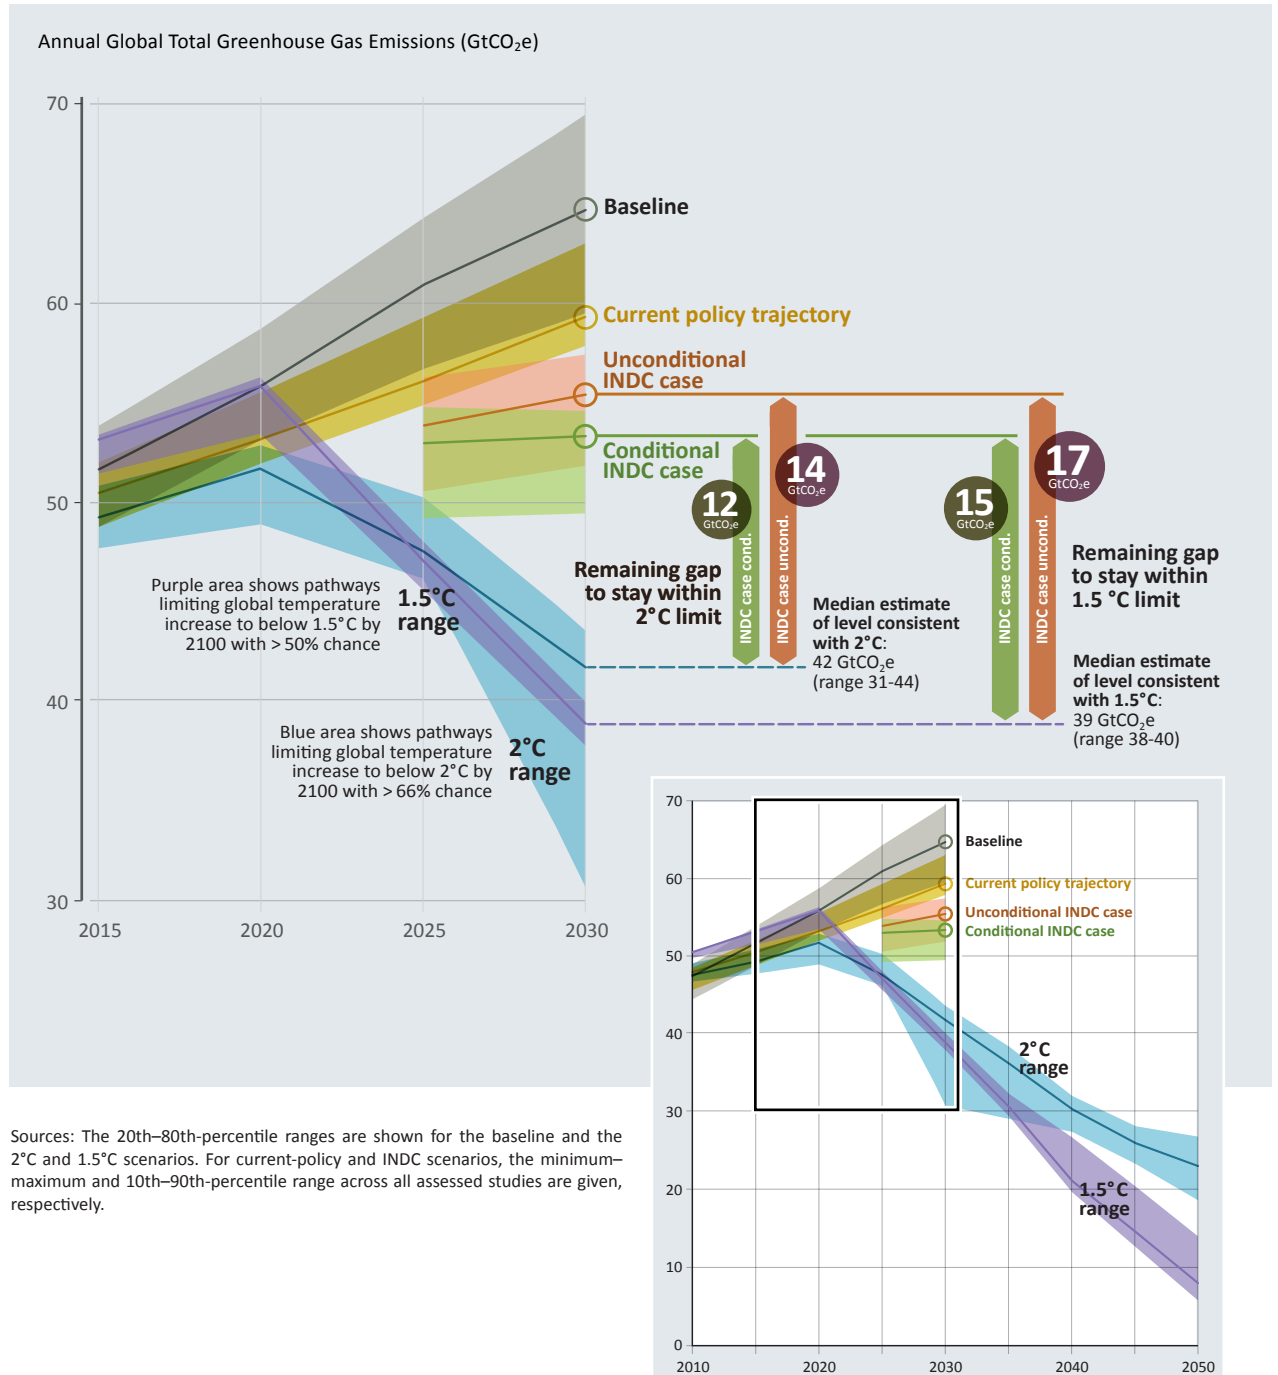 Annual Global Total Greenhouse Gas Emissions (GtCO₂e)
70
60
50
40
30
2015
2020
2025
2030
Baseline
Current policy trajectory
Unconditional
INDC case
Conditional
INDC case
12
GtCO₂e
14
GtCO₂e
15
GtCO₂e
17
GtCO₂e
INDC case cond.
INDC case uncond.
INDC case cond.
INDC case uncond.
Remaining gap
to stay within
2°C limit
Remaining gap
to stay within
1.5 °C limit
Median estimate
of level consistent
with 2°C:
42 GtCO₂e
(range 31-44)
Median estimate
of level consistent
with 1.5°C:
39 GtCO₂e
(range 38-40)
Purple area shows pathways
limiting global temperature
increase to below 1.5°C by
2100 with > 50% chance
1.5°C
range
Blue area shows pathways
limiting global temperature
increase to below 2°C by
2100 with > 66% chance
2°C
range
70
60
50
40
30
20
10
0
2010
2020
2030
2040
2050
Baseline
Current policy trajectory
Unconditional INDC case
Conditional INDC case
2°C
range
1.5°C
range
Sources: The 20th–80th-percentile ranges are shown for the baseline and the
2°C and 1.5°C scenarios. For current-policy and INDC scenarios, the minimum–
maximum and 10th–90th-percentile range across all assessed studies are given,
respectively.